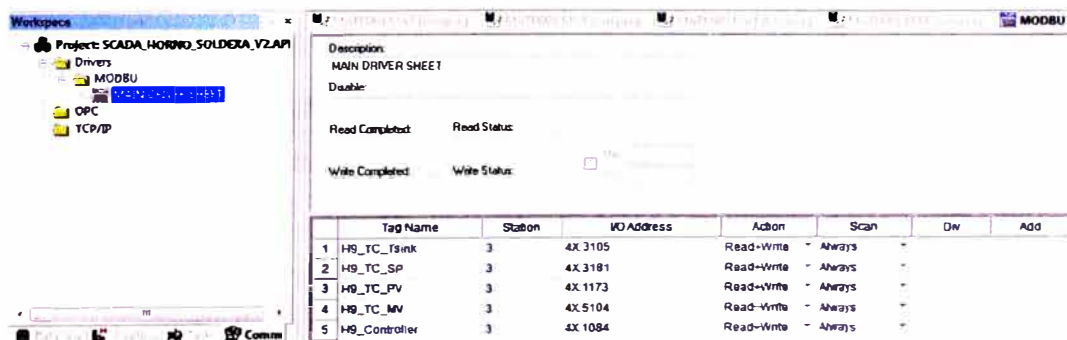 Workspace
Project: SCADA_HORNO_SOLDEXA_V2.API
Drivers
MODBU
OPC
TCP/IP
Comm
MODBU
Description:
MAIN DRIVER SHEET
Disable:
Read Completed: Read Status:
Write Completed: Write Status:
Tag Name Station I/O Address Action Scan Div Add
1 H9_TC_Tsink 3 4X:3105 Read+Write Always
2 H9_TC_SP 3 4X:3181 Read+Write Always
3 H9_TC_PV 3 4X:1173 Read+Write Always
4 H9_TC_MV 3 4X:5104 Read+Write Always
5 H9_Controller 3 4X:1084 Read+Write Always